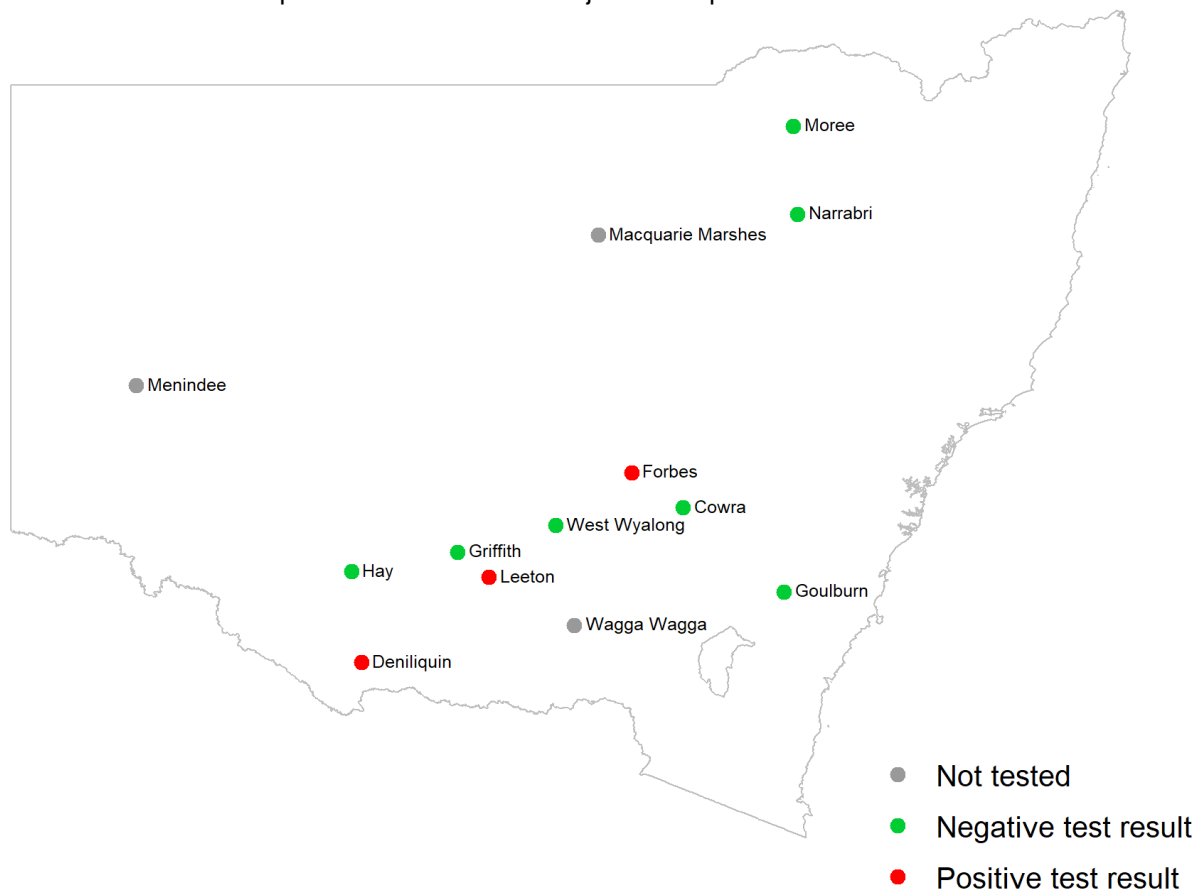 Moree
Narrabri
Macquarie Marshes
Menindee
Forbes
Cowra
West Wyalong
Griffith
Hay
Leeton
Goulburn
Wagga Wagga
Deniliquin
Not tested
Negative test result
Positive test result